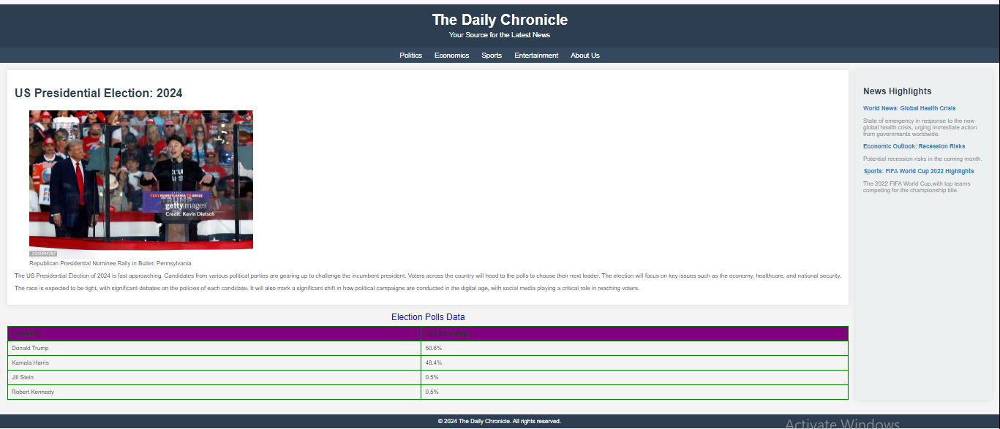 The Daily Chronicle
Your Source for the Latest News
Politics Economics Sports Entertainment About Us
US Presidential Election: 2024
TEXT PENNSYLVANIA TO
TRUMP
gettyimages
Credit: Kevin Dietsch
2176994757
Republican Presidential Nominee Rally in Butler, Pennsylvania
The US Presidential Election of 2024 is fast approaching. Candidates from various political parties are gearing up to challenge the incumbent president. Voters across the country will head to the polls to choose their next leader. The election will focus on key issues such as the economy, healthcare, and national security.
The race is expected to be tight, with significant debates on the policies of each candidate. It will also mark a significant shift in how political campaigns are conducted in the digital age, with social media playing a critical role in reaching voters.
Election Polls Data
Donald Trump 50.6%
Kamala Harris 48.4%
Jill Stein 0.5%
Robert Kennedy 0.5%
News Highlights
World News: Global Health Crisis
State of emergency in response to the new
global health crisis, urging immediate action
from governments worldwide.
Economic Outlook: Recession Risks
Potential recession risks in the coming month.
Sports: FIFA World Cup 2022 Highlights
The 2022 FIFA World Cup,with top teams
competing for the championship title.
© 2024 The Daily Chronicle. All rights reserved.
Activate Windows